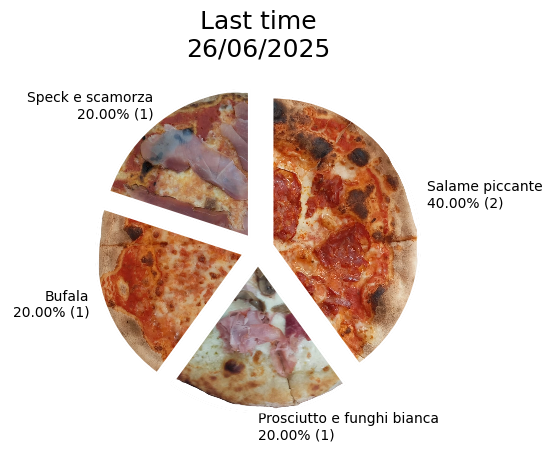 Last time
26/06/2025
Speck e scamorza
20.00% (1)
Salame piccante
40.00% (2)
Bufala
20.00% (1)
Prosciutto e funghi bianca
20.00% (1)